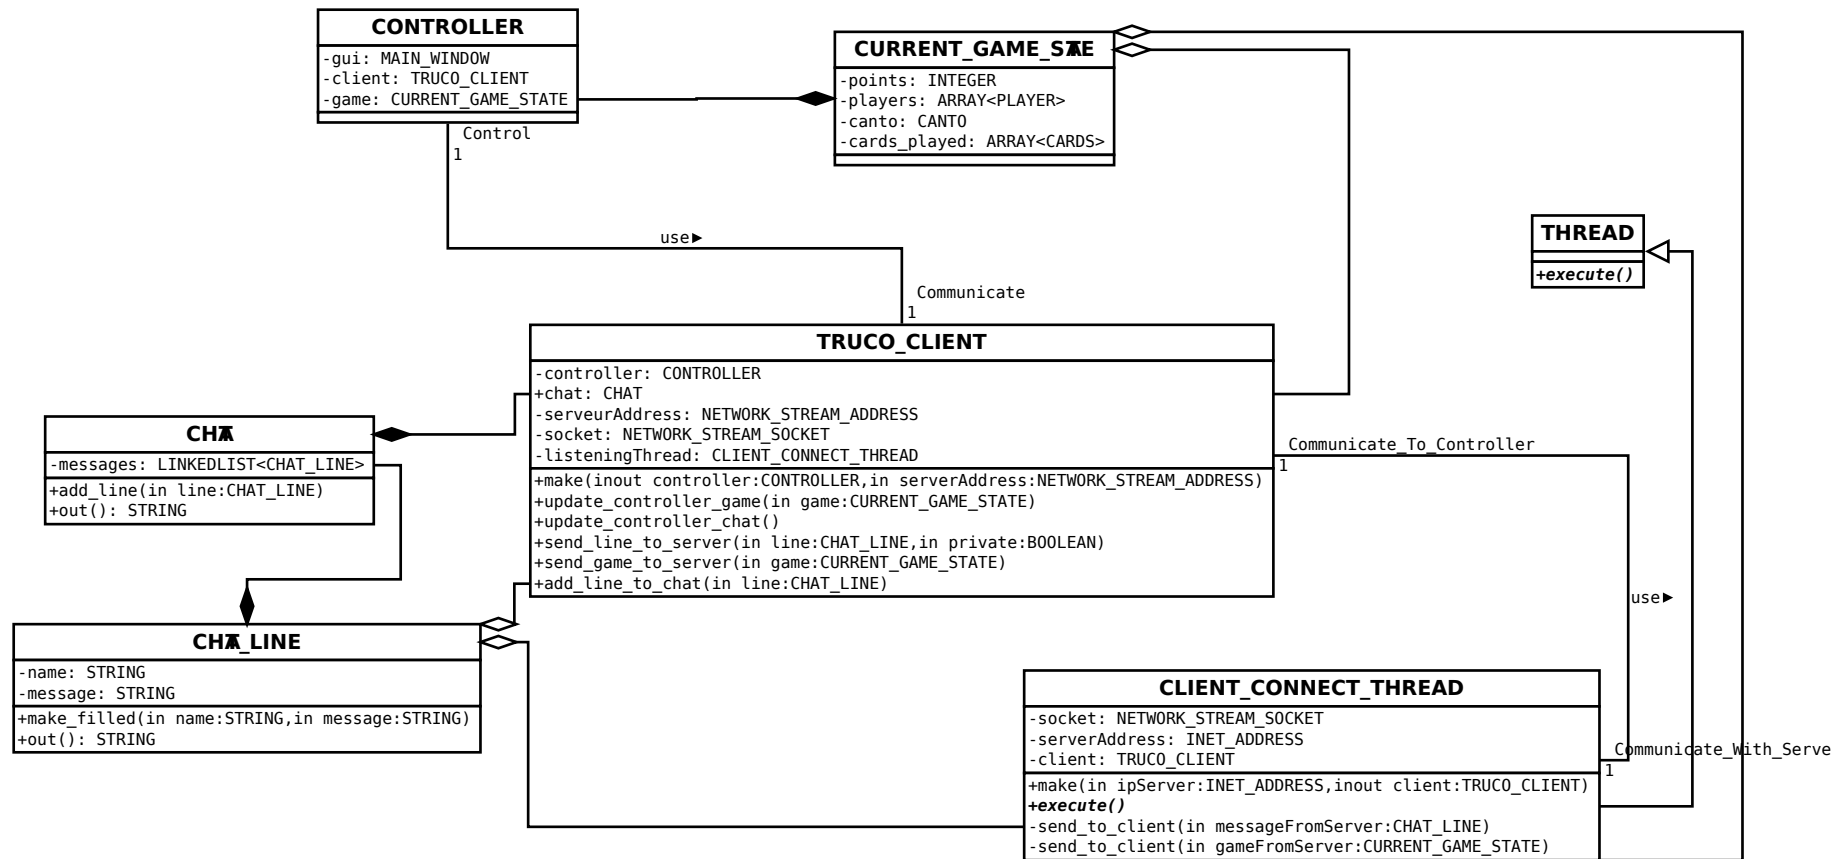 CONTROLLER
-gui: MAIN_WINDOW
-client: TRUCO_CLIENT
-game: CURRENT_GAME_STATE
Control
1
CURRENT_GAME_STATE
-points: INTEGER
-players: ARRAY<PLAYER>
-canto: CANTO
-cards_played: ARRAY<CARDS>
use►
Communicate
1
THREAD
+execute()
TRUCO_CLIENT
-controller: CONTROLLER
+chat: CHAT
-serveurAddress: NETWORK_STREAM_ADDRESS
-socket: NETWORK_STREAM_SOCKET
-listeningThread: CLIENT_CONNECT_THREAD
+make(inout controller:CONTROLLER,in serverAddress:NETWORK_STREAM_ADDRESS)
+update_controller_game(in game:CURRENT_GAME_STATE)
+update_controller_chat()
+send_line_to_server(in line:CHAT_LINE,in private:BOOLEAN)
+send_game_to_server(in game:CURRENT_GAME_STATE)
+add_line_to_chat(in line:CHAT_LINE)
Communicate_To_Controller
1
CHAT
-messages: LINKEDLIST<CHAT_LINE>
+add_line(in line:CHAT_LINE)
+out(): STRING
use►
CHAT_LINE
-name: STRING
-message: STRING
+make_filled(in name:STRING,in message:STRING)
+out(): STRING
CLIENT_CONNECT_THREAD
-socket: NETWORK_STREAM_SOCKET
-serverAddress: INET_ADDRESS
-client: TRUCO_CLIENT
+make(in ipServer:INET_ADDRESS,inout client:TRUCO_CLIENT)
+execute()
-send_to_client(in messageFromServer:CHAT_LINE)
-send_to_client(in gameFromServer:CURRENT_GAME_STATE)
Communicate_With_Serve
1